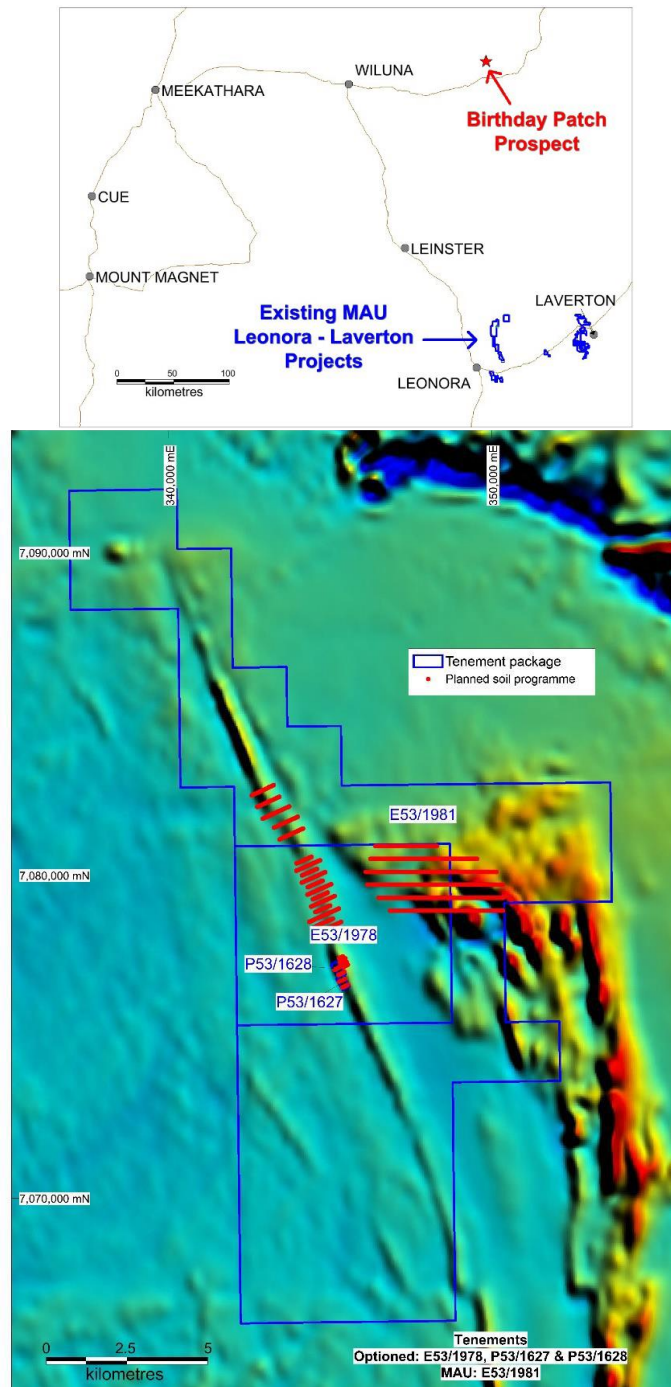 WILUNA
MEEKATHARA
Birthday Patch
Prospect
CUE
LEINSTER
MOUNT MAGNET
LAVERTON
Existing MAU
Leonora - Laverton
Projects
LEONORA
0 50 100
kilometres
340,000 mE
350,000 mE
7,090,000 mN
Tenement package
Planned soil programme
E53/1981
7,080,000 mN
E53/1978
P53/1628
P53/1627
7,070,000 mN
0 2.5 5
kilometres
Tenements
Optioned: E53/1978, P53/1627 & P53/1628
MAU: E53/1981